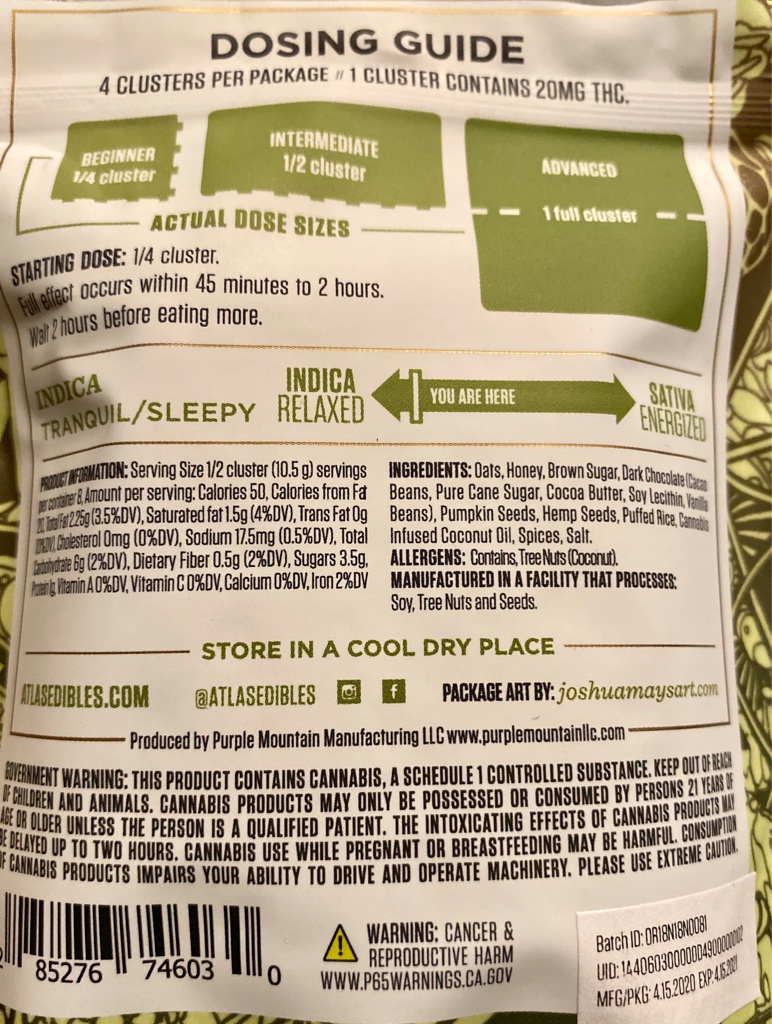 DOSING GUIDE
4 CLUSTERS PER PACKAGE // 1 CLUSTER CONTAINS 20MG THC.
BEGINNER
1/4 cluster
INTERMEDIATE
1/2 cluster
ADVANCED
1 full cluster
ACTUAL DOSE SIZES
STARTING DOSE: 1/4 cluster.
Full effect occurs within 45 minutes to 2 hours.
Wait 2 hours before eating more.
INDICA
TRANQUIL/SLEEPY
INDICA
RELAXED
YOU ARE HERE
SATIVA
ENERGIZED
PRODUCT INFORMATION: Serving Size 1/2 cluster (10.5 g) servings
per container 8, Amount per serving: Calories 50, Calories from Fat
20, Total Fat 2.25g (3.5%DV), Saturated fat 1.5g (4%DV), Trans Fat 0g
(0%DV), Cholesterol 0mg (0%DV), Sodium 17.5mg (0.5%DV), Total
Carbohydrate 6g (2%DV), Dietary Fiber 0.5g (2%DV), Sugars 3.5g,
Protein 1g, Vitamin A 0%DV, Vitamin C 0%DV, Calcium 0%DV, Iron 2%DV
INGREDIENTS: Oats, Honey, Brown Sugar, Dark Chocolate (Cacao
Beans, Pure Cane Sugar, Cocoa Butter, Soy Lecithin, Vanilla
Beans), Pumpkin Seeds, Hemp Seeds, Puffed Rice, Cannabis
Infused Coconut Oil, Spices, Salt.
ALLERGENS: Contains, Tree Nuts (Coconut).
MANUFACTURED IN A FACILITY THAT PROCESSES:
Soy, Tree Nuts and Seeds.
STORE IN A COOL DRY PLACE
ATLASEDIBLES.COM
@ATLASEDIBLES
PACKAGE ART BY: joshuamaysart.com
Produced by Purple Mountain Manufacturing LLC www.purplemountainllc.com
GOVERNMENT WARNING: THIS PRODUCT CONTAINS CANNABIS, A SCHEDULE 1 CONTROLLED SUBSTANCE. KEEP OUT OF REACH
OF CHILDREN AND ANIMALS. CANNABIS PRODUCTS MAY ONLY BE POSSESSED OR CONSUMED BY PERSONS 21 YEARS OF
AGE OR OLDER UNLESS THE PERSON IS A QUALIFIED PATIENT. THE INTOXICATING EFFECTS OF CANNABIS PRODUCTS MAY
BE DELAYED UP TO TWO HOURS. CANNABIS USE WHILE PREGNANT OR BREASTFEEDING MAY BE HARMFUL. CONSUMPTION
OF CANNABIS PRODUCTS IMPAIRS YOUR ABILITY TO DRIVE AND OPERATE MACHINERY. PLEASE USE EXTREME CAUTION.
85276 74603 0
WARNING: CANCER &
REPRODUCTIVE HARM
WWW.P65WARNINGS.CA.GOV
Batch ID: OR18N18N0081
UID:
MFG/PKG: 4.15.2020 EXP: 4.15.2021